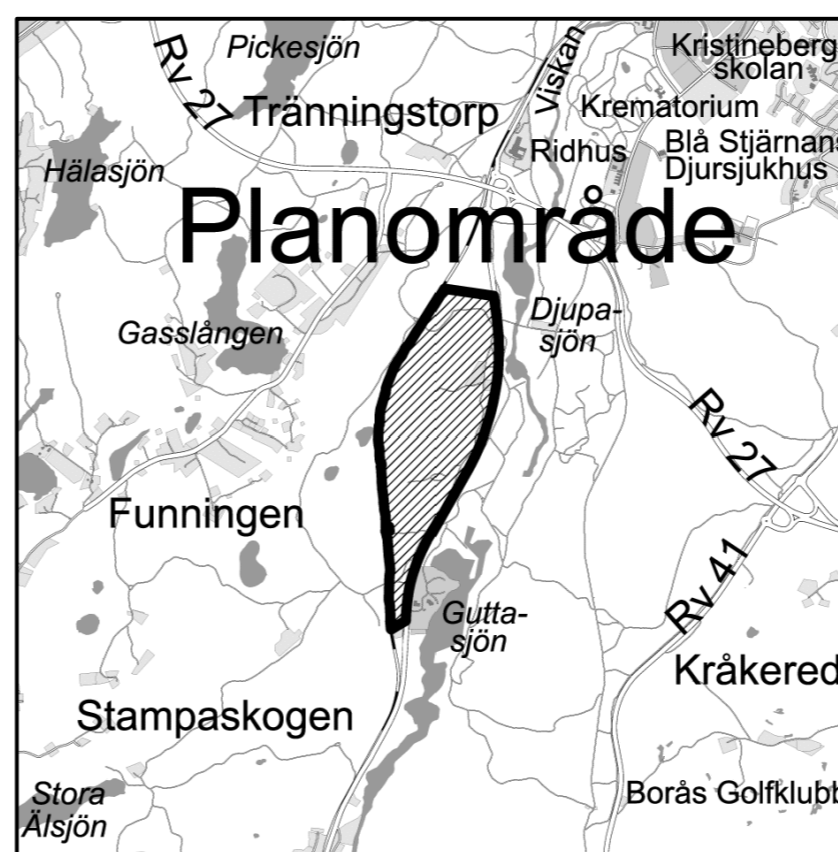 Rv 27
Pickesjön
Viskan
Kristineberg
skolan
Tränningstorp
Krematorium
Hälasjön
Ridhus
Blå Stjärnans
Djursjukhus
Planområde
Gasslången
Djupa-
sjön
Rv 27
Funningen
Rv 41
Gutta-
sjön
Kråkered
Stampaskogen
Stora
Älsjön
Borås Golfklubb